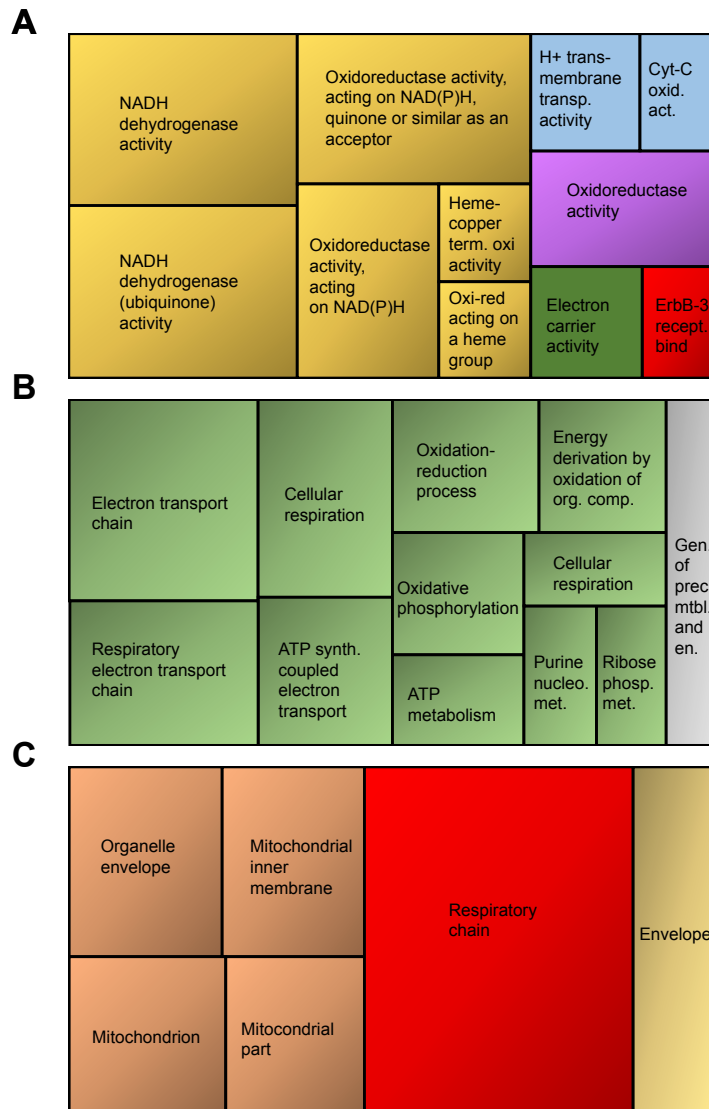 A
NADH
dehydrogenase
activity
Oxidoreductase activity,
acting on NAD(P)H,
quinone or similar as an
acceptor
H+ trans-
membrane
transp.
activity
Cyt-C
oxid.
act.
Oxidoreductase
activity
NADH
dehydrogenase
(ubiquinone)
activity
Oxidoreductase
activity,
acting
on NAD(P)H
Heme-
copper
term. oxi
activity
Oxi-red
acting on
a heme
group
Electron
carrier
activity
ErbB-3
recept.
bind
B
Electron transport
chain
Cellular
respiration
Oxidation-
reduction
process
Energy
derivation by
oxidation of
org. comp.
Gen.
of
prec.
mtbl.
and
en.
Oxidative
phosphorylation
Cellular
respiration
Respiratory
electron transport
chain
ATP synth.
coupled
electron
transport
ATP
metabolism
Purine
nucleo.
met.
Ribose
phosp.
met.
C
Organelle
envelope
Mitochondrial
inner
membrane
Respiratory
chain
Envelope
Mitochondrion
Mitocondrial
part